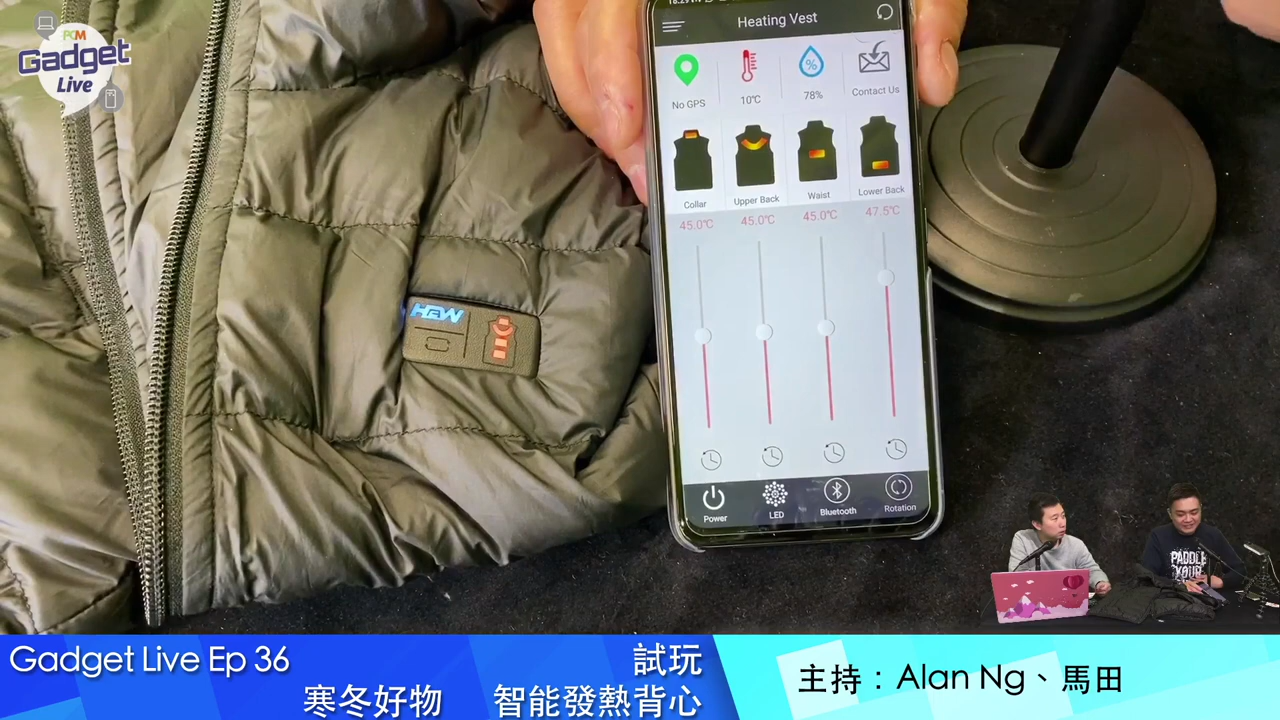 PCM
Gadget
Live
Heating Vest
No GPS
10℃
78%
%
Contact Us
Collar
Upper Back
Waist
Lower Back
45.0℃
45.0℃
45.0℃
47.5℃
Power
LED
Bluetooth
Rotation
PADDLE
YOUR
Gadget Live Ep 36
寒冬好物
試玩
智能發熱背心
主持：Alan Ng、馬田